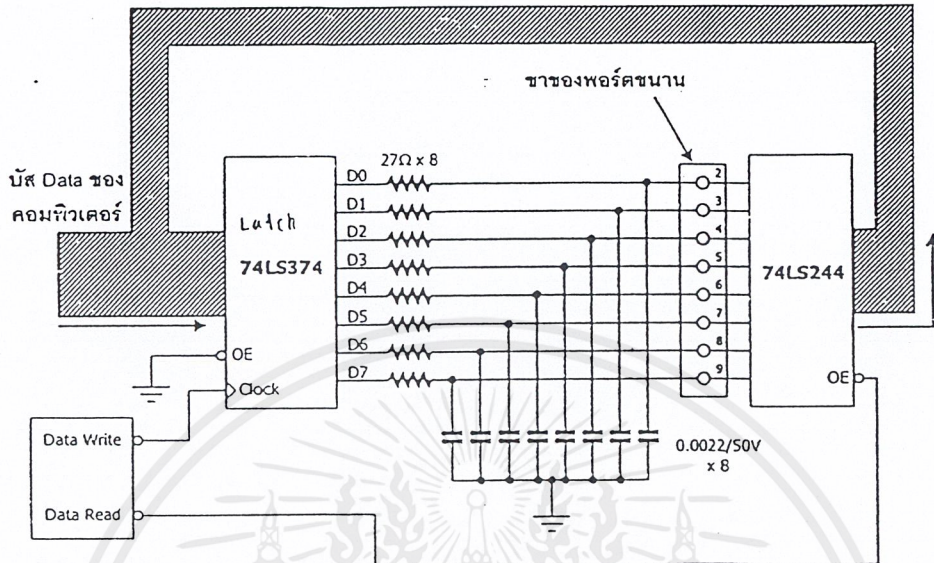 ขาของพอร์ตขนาน
บัส Data ของ
คอมพิวเตอร์
27Ω x 8
Latch
74LS374
D0
D1
D2
D3
D4
D5
D6
D7
2
3
4
5
6
7
8
9
74LS244
OE
Clock
OE
Data Write
Data Read
0.0022/50V
x 8